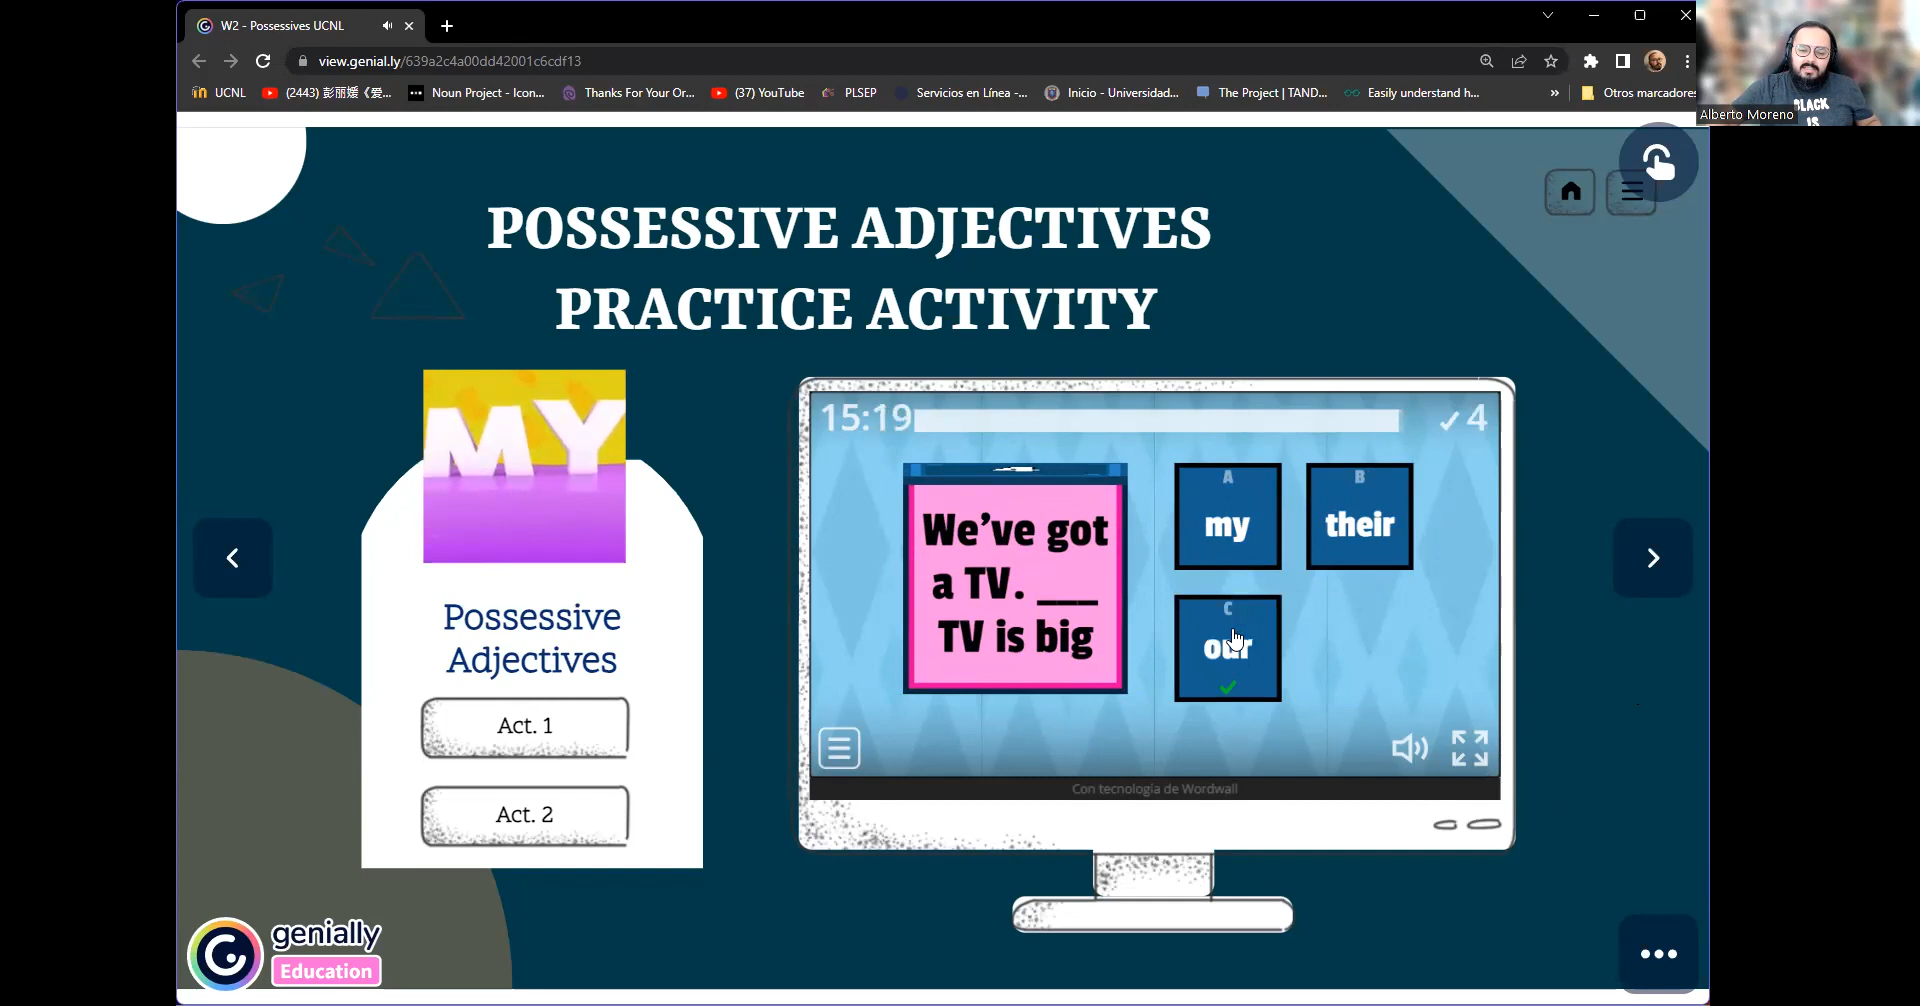 W2 - Possessives UCNL
view.genial.ly/639a2c4a00dd42001c6cdf13
UCNL
(2443) 彭丽媛《爱...
Noun Project - Icon...
Thanks For Your Or...
(37) YouTube
PLSEP
Servicios en Línea -...
Inicio - Universidad...
The Project | TAND...
Easily understand h...
»
Otros marcadores
BLACK
IS
Alberto Moreno
POSSESSIVE ADJECTIVES
PRACTICE ACTIVITY
MY
Possessive
Adjectives
Act. 1
Act. 2
15:19
4
We've got
a TV. ___
TV is big
A
my
B
their
C
our
Con tecnología de Wordwall
genially
Education